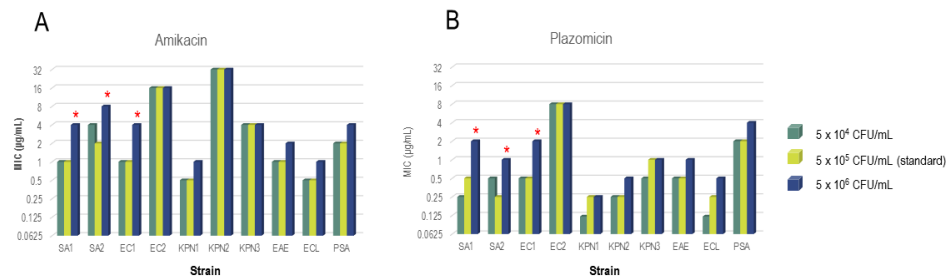 A
Amikacin
MIC (µg/mL)
32
16
8
4
2
1
0.5
0.25
0.125
0.0625
* * *
SA1 SA2 EC1 EC2 KPN1 KPN2 KPN3 EAE ECL PSA
Strain
B
Plazomicin
MIC (µg/mL)
32
16
8
4
2
1
0.5
0.25
0.125
0.0625
* * *
SA1 SA2 EC1 EC2 KPN1 KPN2 KPN3 EAE ECL PSA
Strain
5 x 10⁴ CFU/mL
5 x 10⁵ CFU/mL (standard)
5 x 10⁶ CFU/mL